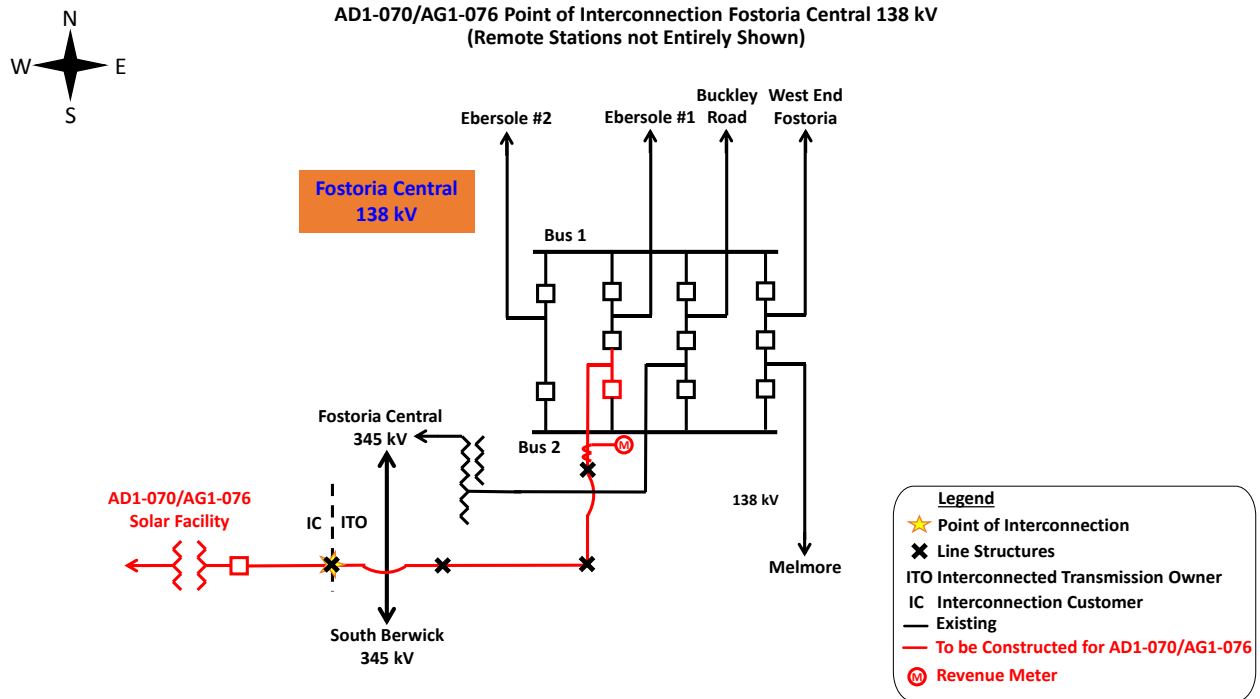 AD1-070/AG1-076 Point of Interconnection Fostoria Central 138 kV
(Remote Stations not Entirely Shown)
N
W
E
S
Ebersole #2
Ebersole #1
Buckley
Road
West End
Fostoria
Fostoria Central
138 kV
Bus 1
Bus 2
M
Fostoria Central
345 kV
AD1-070/AG1-076
Solar Facility
IC
ITO
138 kV
Melmore
South Berwick
345 kV
Legend
Point of Interconnection
Line Structures
ITO Interconnected Transmission Owner
IC Interconnection Customer
Existing
To be Constructed for AD1-070/AG1-076
M Revenue Meter